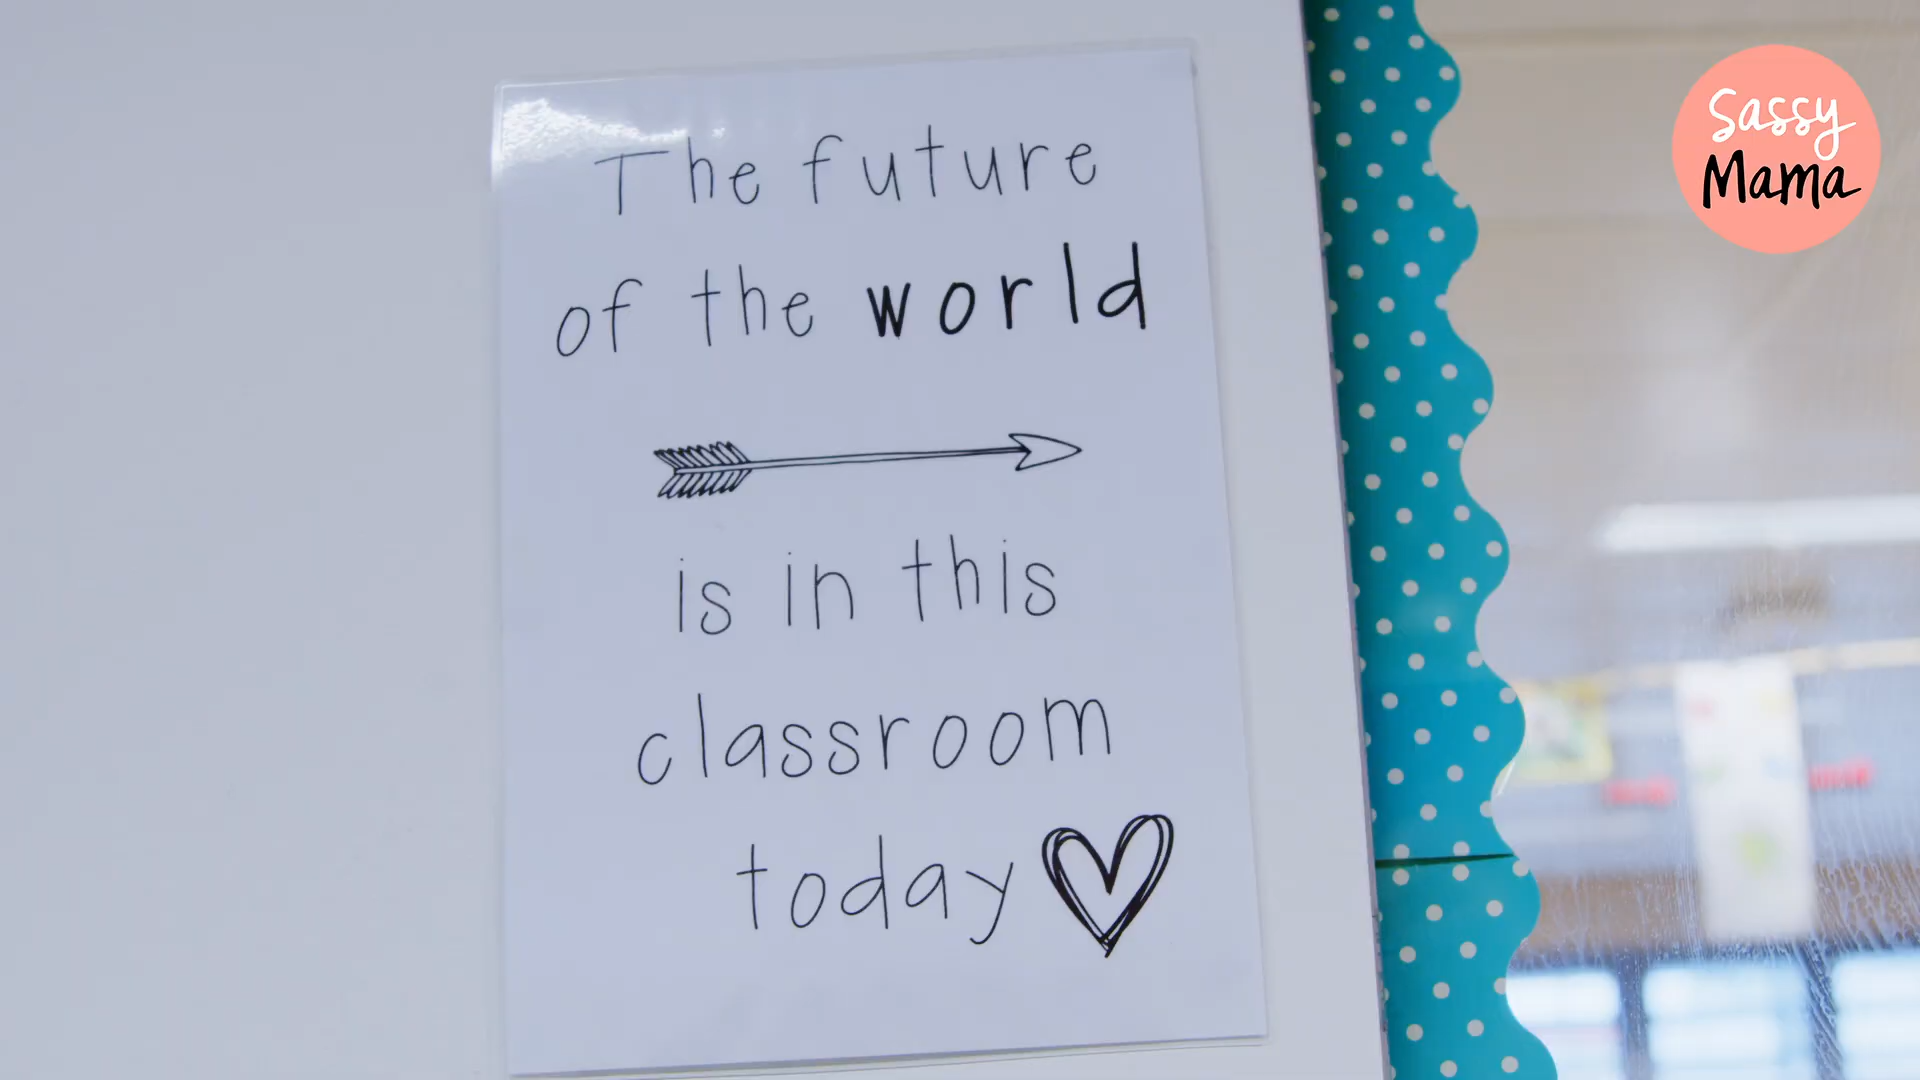 The future
of the world
is in this
classroom
today
Sassy
Mama